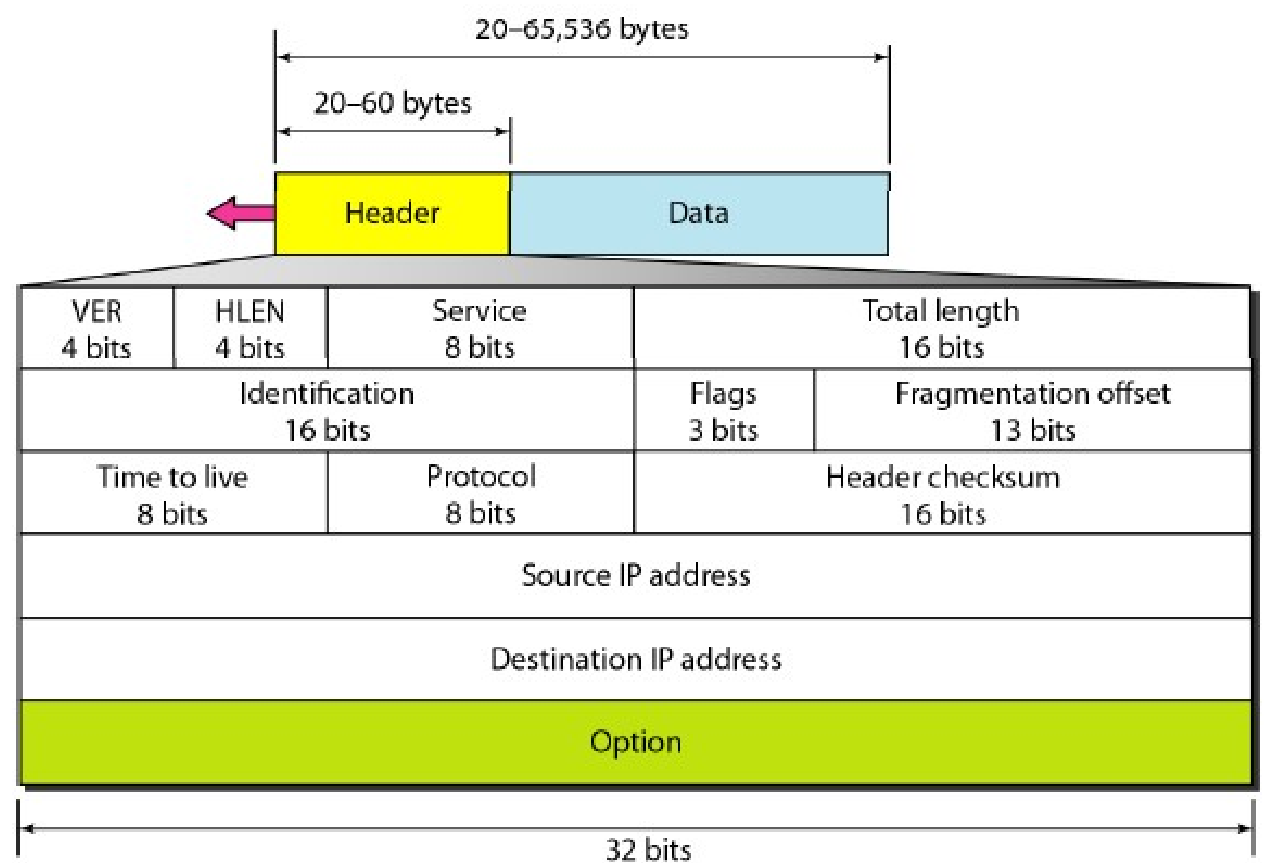 20–65,536 bytes
20–60 bytes
Header
Data
VER
4 bits
HLEN
4 bits
Service
8 bits
Total length
16 bits
Identification
16 bits
Flags
3 bits
Fragmentation offset
13 bits
Time to live
8 bits
Protocol
8 bits
Header checksum
16 bits
Source IP address
Destination IP address
Option
32 bits